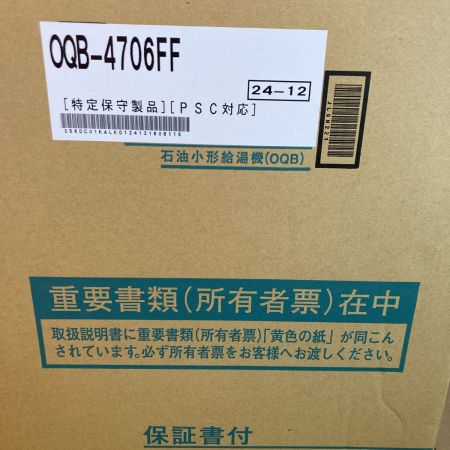 OQB-4706FF
24-12
[特定保守製品][PSC対応]
056DC01KALK0124121806115
JL0N221
石油小形給湯機(OQB)
重要書類(所有者票)在中
取扱説明書に重要書類(所有者票)「黄色の紙」が同こん
されています。必ず所有者票をお客様へお渡しください。
保証書付